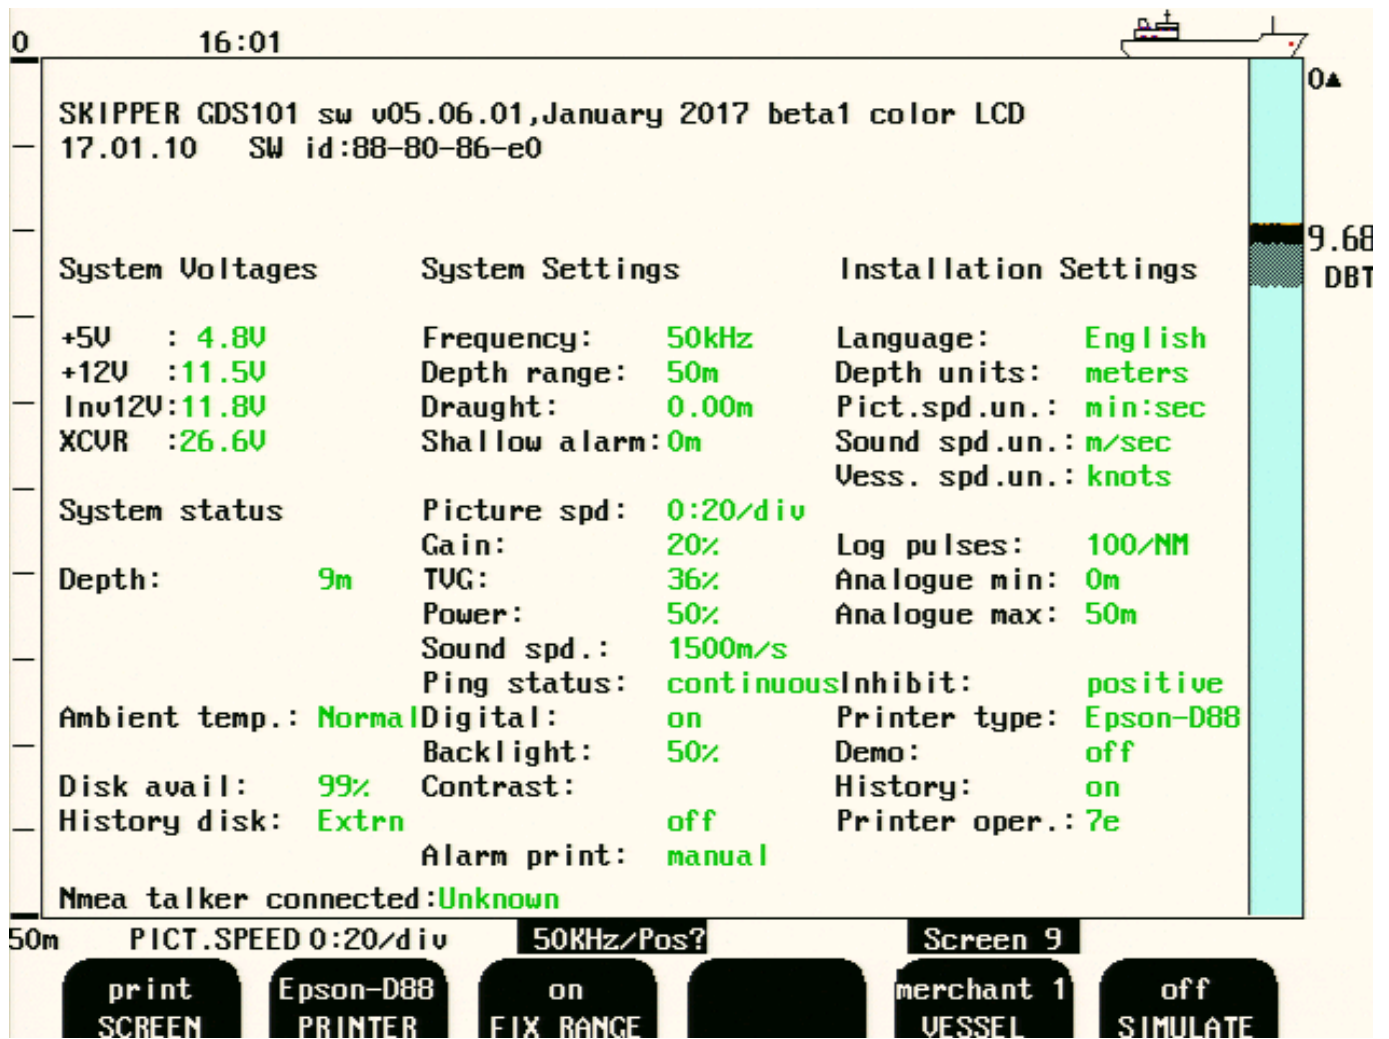 0 16:01
0▲
SKIPPER GDS101 sw v05.06.01,January 2017 beta1 color LCD
17.01.10 SW id:88-80-86-e0
9.68
DBT
System Voltages System Settings Installation Settings
+5V : 4.8V Frequency: 50kHz Language: English
+12V :11.5V Depth range: 50m Depth units: meters
Inv12V:11.8V Draught: 0.00m Pict.spd.un.: min:sec
XCVR :26.6V Shallow alarm:0m Sound spd.un.: m/sec
Vess. spd.un.: knots
System status Picture spd: 0:20/div
Gain: 20% Log pulses: 100/NM
Depth: 9m TVG: 36% Analogue min: 0m
Power: 50% Analogue max: 50m
Sound spd.: 1500m/s
Ping status: continuous Inhibit: positive
Ambient temp.: Normal Digital: on Printer type: Epson-D88
Backlight: 50% Demo: off
Disk avail: 99% Contrast: History: on
History disk: Extrn off Printer oper.: 7e
Alarm print: manual
Nmea talker connected:Unknown
50m PICT.SPEED 0:20/div 50KHz/Pos? Screen 9
print Epson-D88 on merchant 1 off
SCREEN PRINTER FIX RANGE VESSEL SIMULATE